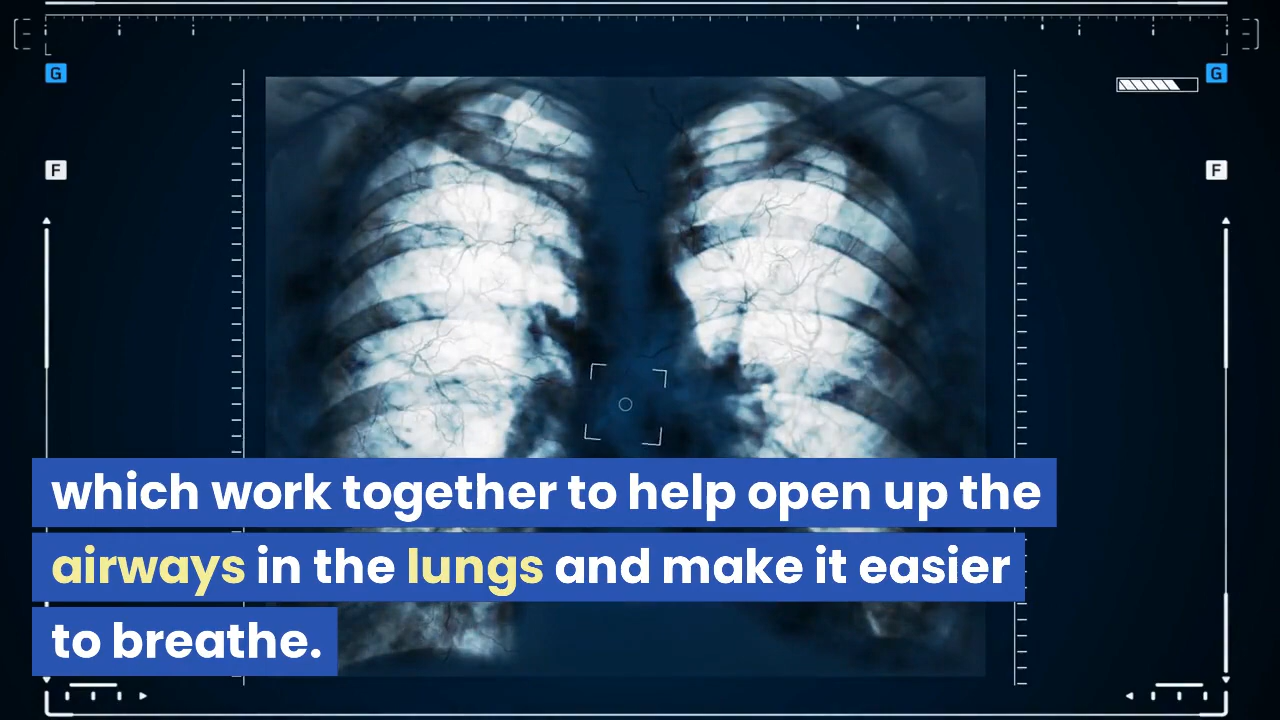 G
G
F
F
which work together to help open up the
airways in the lungs and make it easier
to breathe.